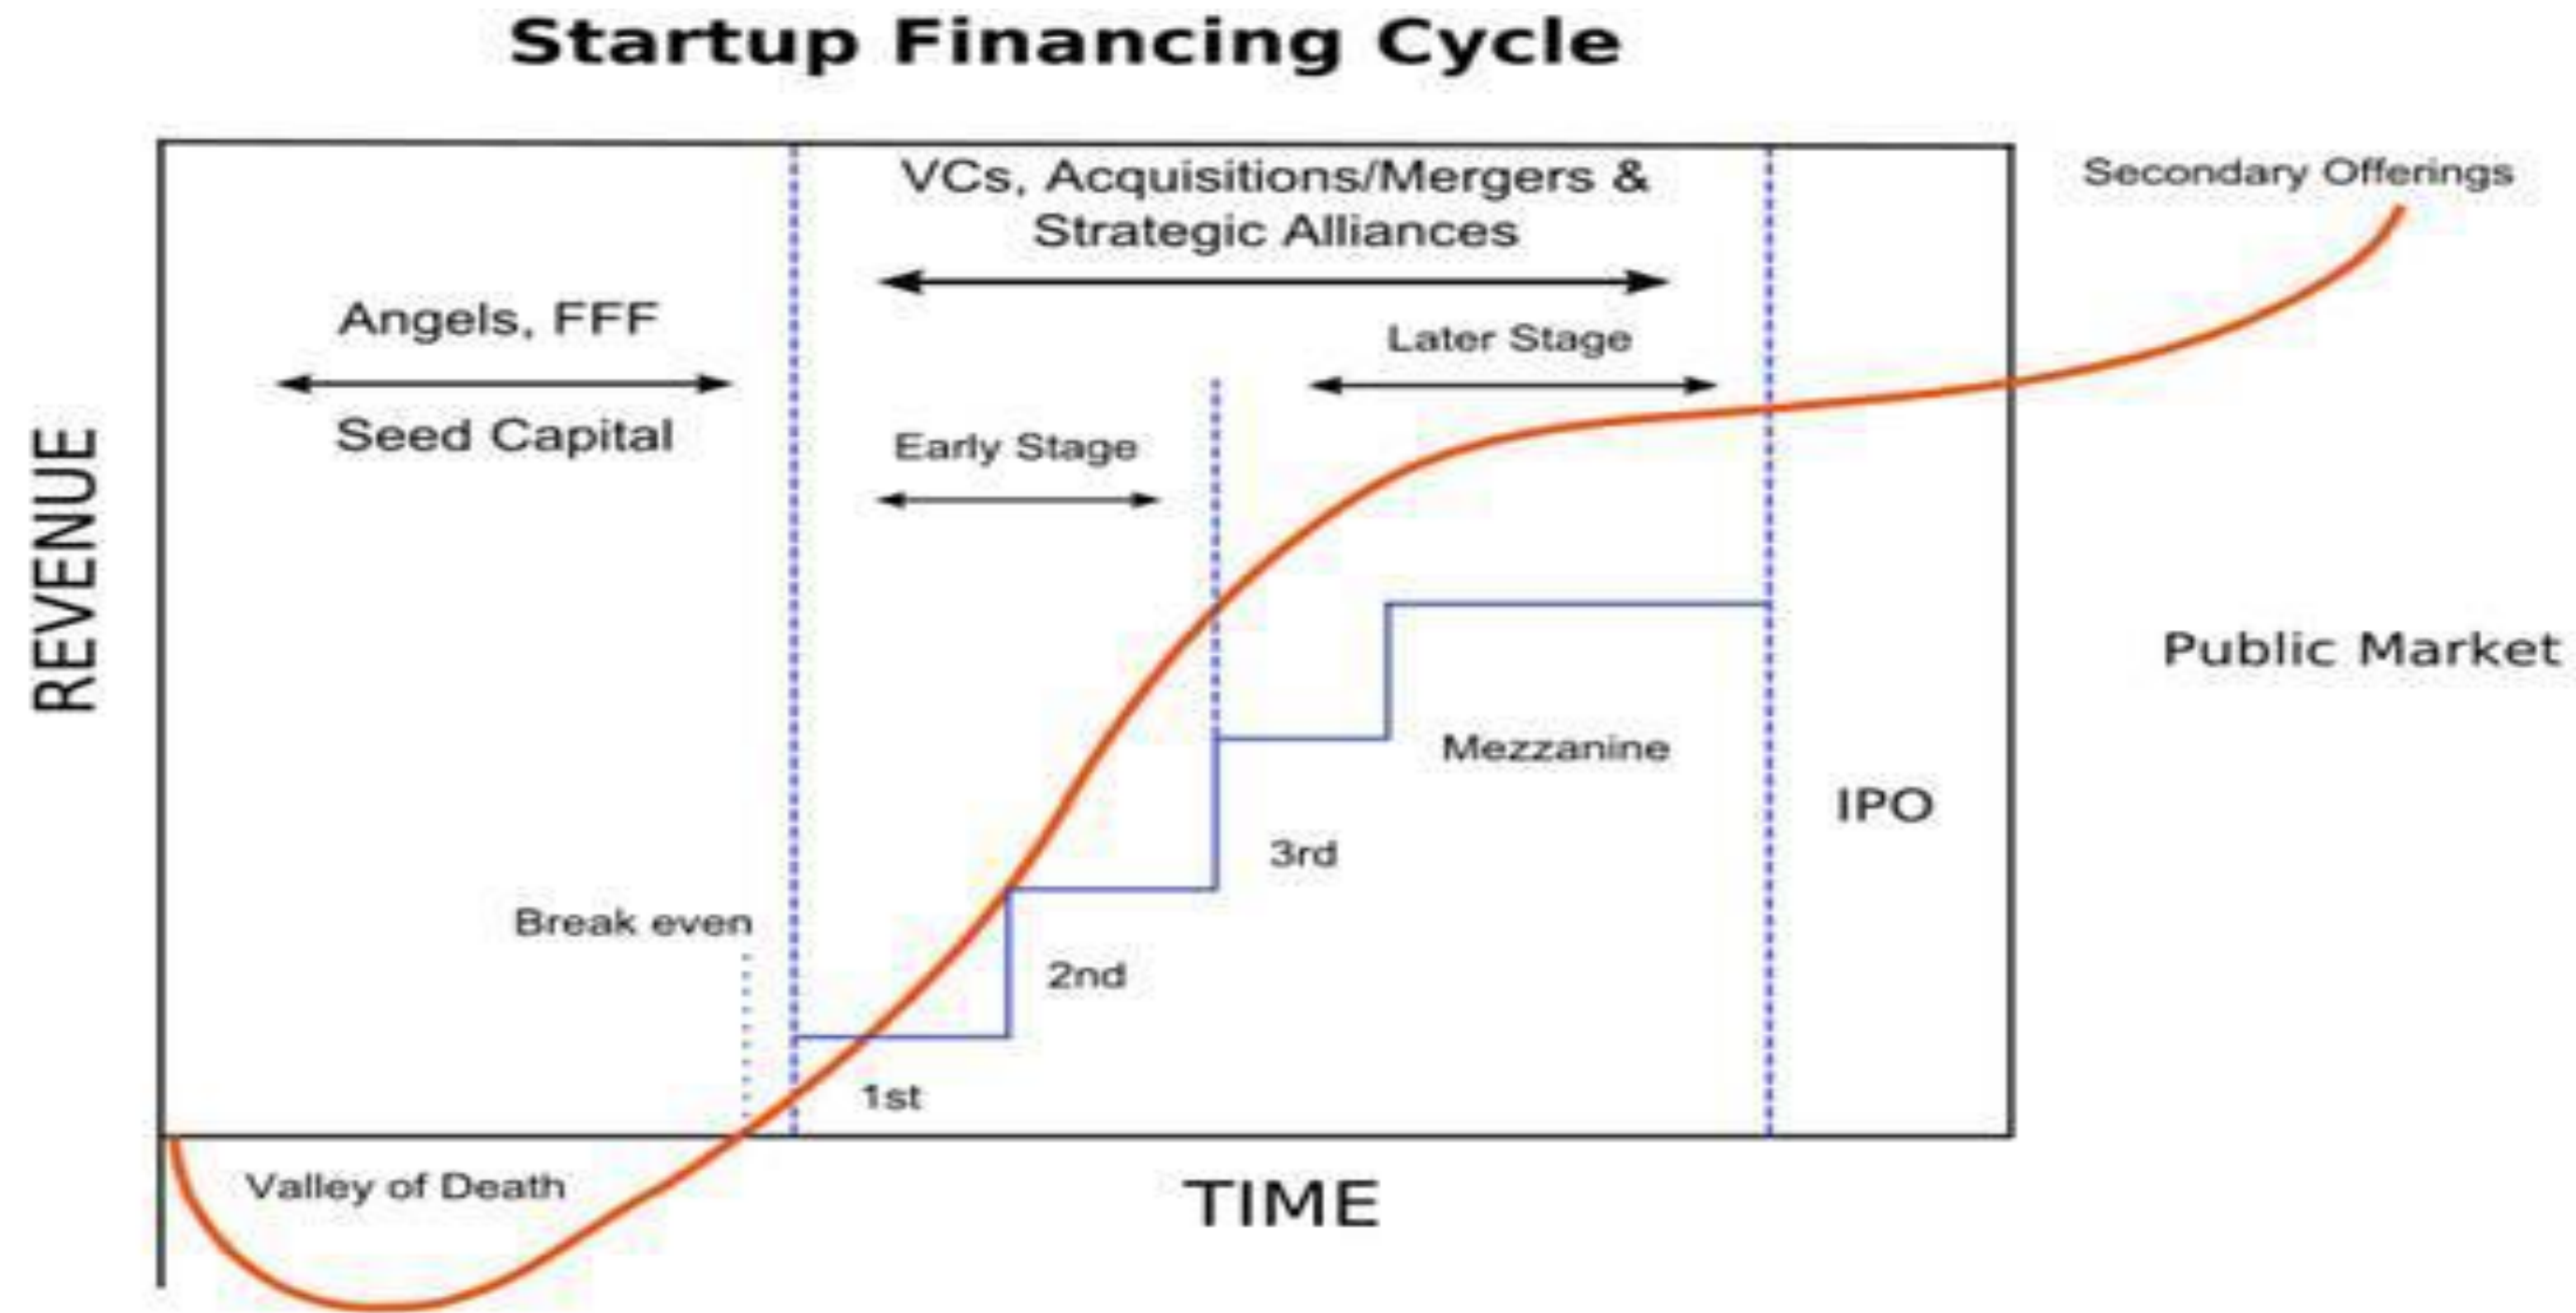 Startup Financing Cycle
VCs, Acquisitions/Mergers &
Strategic Alliances
Secondary Offerings
Angels, FFF
Seed Capital
Later Stage
Early Stage
REVENUE
Public Market
Mezzanine
IPO
3rd
Break even
2nd
1st
Valley of Death
TIME